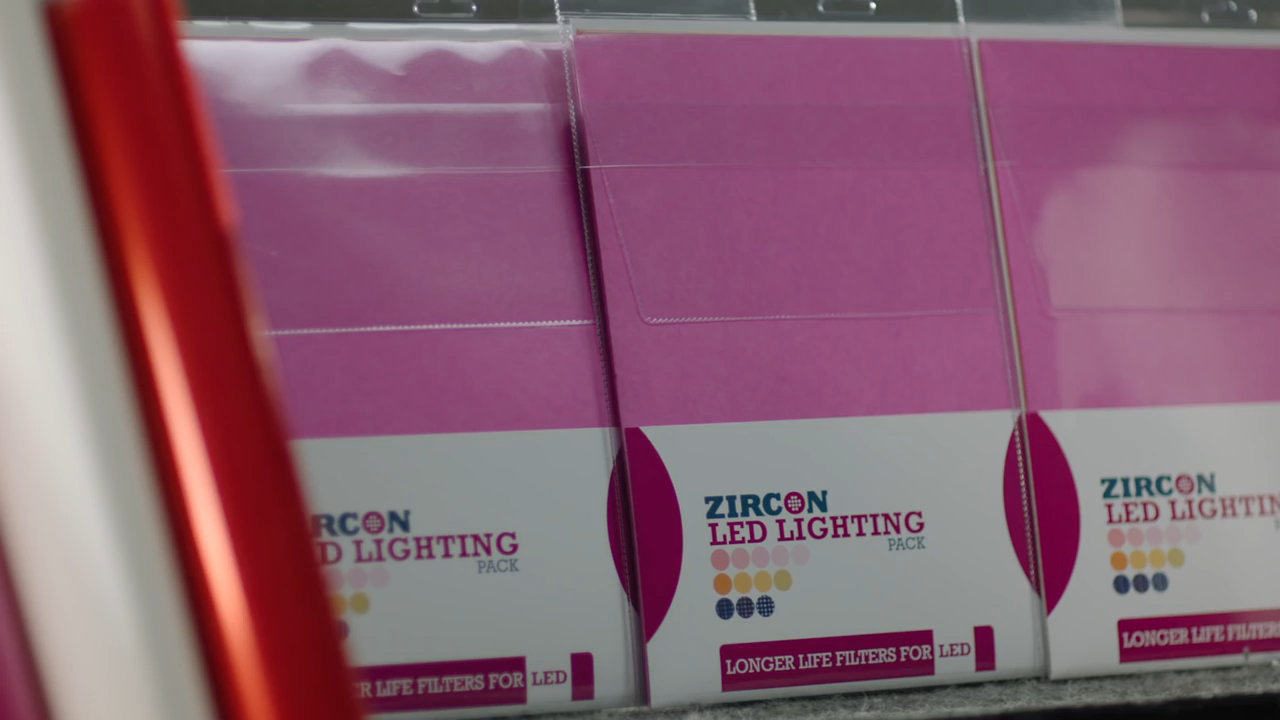 RCON
D LIGHTING
PACK
R LIFE FILTERS FOR LED
ZIRCON
LED LIGHTING
PACK
LONGER LIFE FILTERS FOR LED
ZIRCON
LED LIGHTIN
LONGER LIFE FILTERS